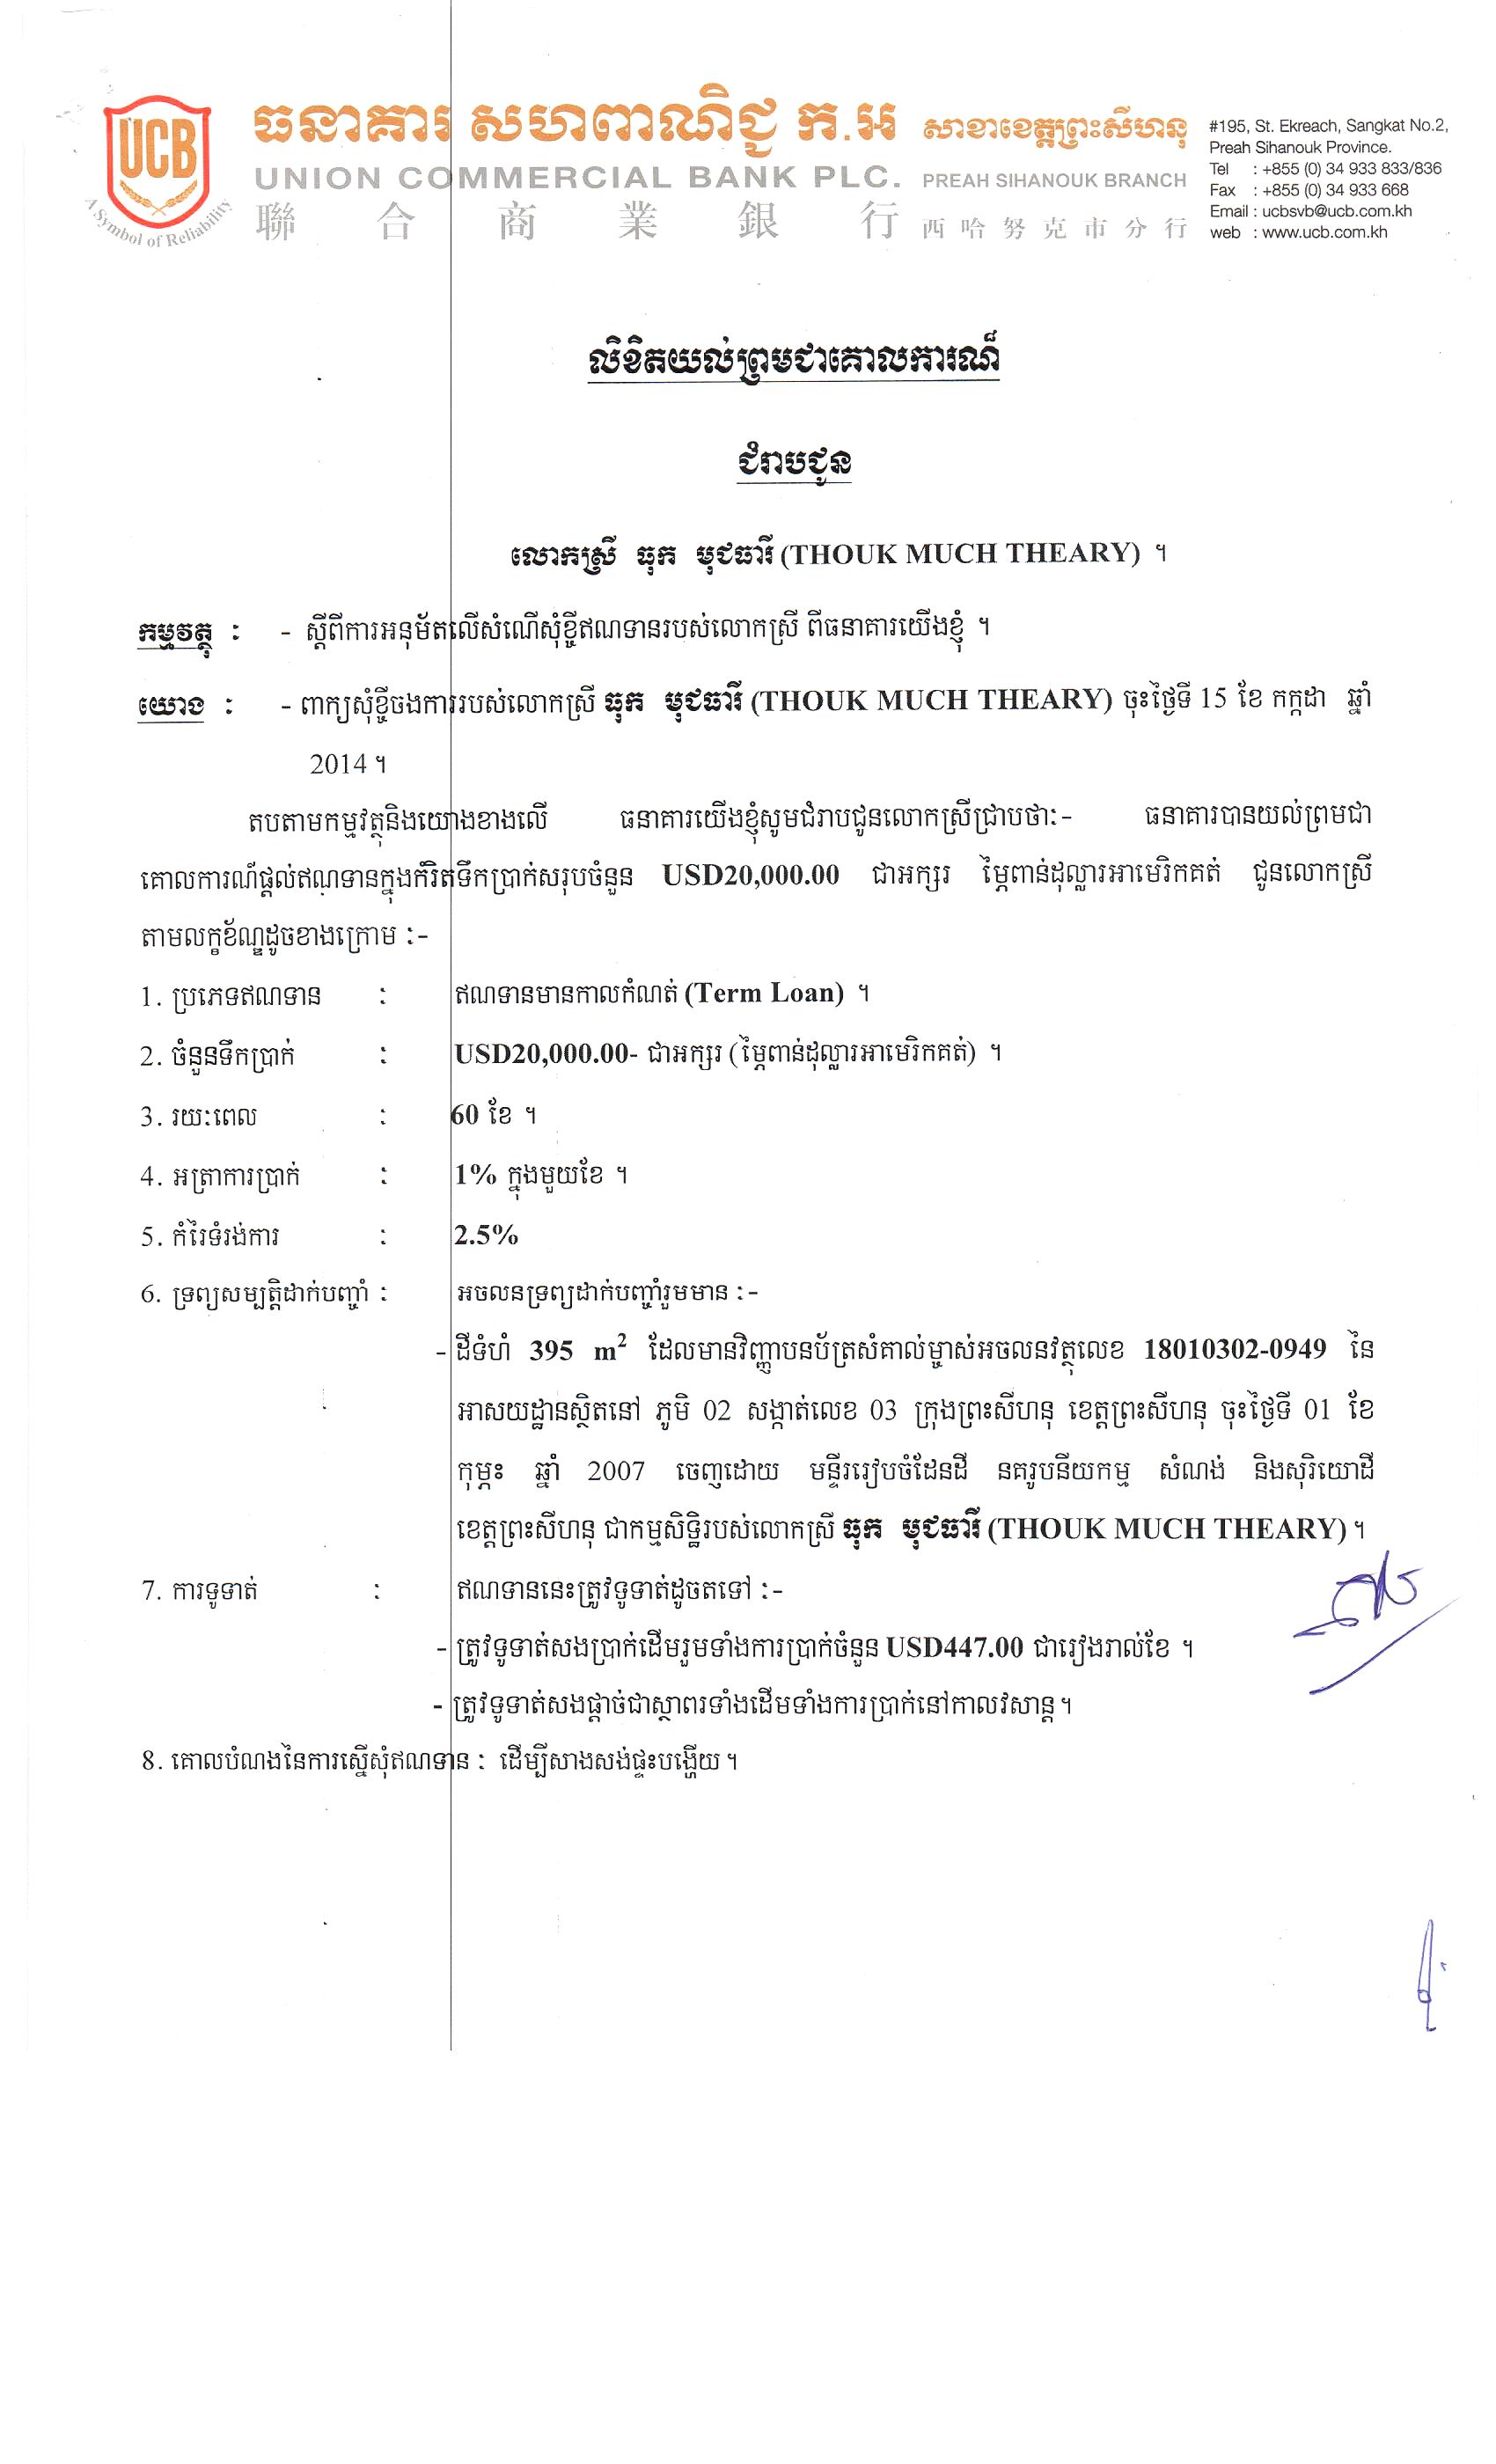 UCB
A Symbol of Reliability
ធនាគារ សហពាណិជ្ជ ក.អ សាខាខេត្តព្រះសីហនុ
UNION COMMERCIAL BANK PLC. PREAH SIHANOUK BRANCH
聯合商業銀行 西哈努克市分行
#195, St. Ekreach, Sangkat No.2,
Preah Sihanouk Province.
Tel : +855 (0) 34 933 833/836
Fax : +855 (0) 34 933 668
Email : ucbsvb@ucb.com.kh
web : www.ucb.com.kh
លិខិតយល់ព្រមជាគោលការណ៏
ជំរាបជូន
លោកស្រី ធុក មុជធារី (THOUK MUCH THEARY) ។
កម្មវត្ថុ : - ស្តីពីការអនុម័តលើសំណើសុំខ្ចីឥណទានរបស់លោកស្រី ពីធនាគារយើងខ្ញុំ ។
យោង : - ពាក្យសុំខ្ចីចងការរបស់លោកស្រី ធុក មុជធារី (THOUK MUCH THEARY) ចុះថ្ងៃទី 15 ខែ កក្កដា ឆ្នាំ
2014 ។
តបតាមកម្មវត្ថុនិងយោងខាងលើ ធនាគារយើងខ្ញុំសូមជំរាបជូនលោកស្រីជ្រាបថា:- ធនាគារបានយល់ព្រមជា
គោលការណ៍ផ្តល់ឥណទានក្នុងកំរិតទឹកប្រាក់សរុបចំនួន USD20,000.00 ជាអក្សរ ម្ភៃពាន់ដុល្លារអាមេរិកគត់ ជូនលោកស្រី
តាមលក្ខខ័ណ្ឌដូចខាងក្រោម :-
1. ប្រភេទឥណទាន : ឥណទានមានកាលកំណត់ (Term Loan) ។
2. ចំនួនទឹកប្រាក់ : USD20,000.00- ជាអក្សរ (ម្ភៃពាន់ដុល្លារអាមេរិកគត់) ។
3. រយ:ពេល : 60 ខែ ។
4. អត្រាការប្រាក់ : 1% ក្នុងមួយខែ ។
5. កំរៃទំរង់ការ : 2.5%
6. ទ្រព្យសម្បត្តិដាក់បញ្ចាំ : អចលនទ្រព្យដាក់បញ្ចាំរួមមាន :-
- ដីទំហំ 395 m² ដែលមានវិញ្ញាបនប័ត្រសំគាល់ម្ចាស់អចលនវត្ថុលេខ 18010302-0949 នៃ
អាសយដ្ឋានស្ថិតនៅ ភូមិ 02 សង្កាត់លេខ 03 ក្រុងព្រះសីហនុ ខេត្តព្រះសីហនុ ចុះថ្ងៃទី 01 ខែ
កុម្ភះ ឆ្នាំ 2007 ចេញដោយ មន្ទីររៀបចំដែនដី នគរូបនីយកម្ម សំណង់ និងសុរិយោដី
ខេត្តព្រះសីហនុ ជាកម្មសិទ្ធិរបស់លោកស្រី ធុក មុជធារី (THOUK MUCH THEARY) ។
7. ការទូទាត់ : ឥណទាននេះត្រូវទូទាត់ដូចតទៅ :-
- ត្រូវទូទាត់សងប្រាក់ដើមរួមទាំងការប្រាក់ចំនួន USD447.00 ជារៀងរាល់ខែ ។
- ត្រូវទូទាត់សងផ្តាច់ជាស្ថាពរទាំងដើមទាំងការប្រាក់នៅកាលវសាន្ត ។
8. គោលបំណងនៃការស្នើសុំឥណទាន : ដើម្បីសាងសង់ផ្ទះបង្ហើយ ។